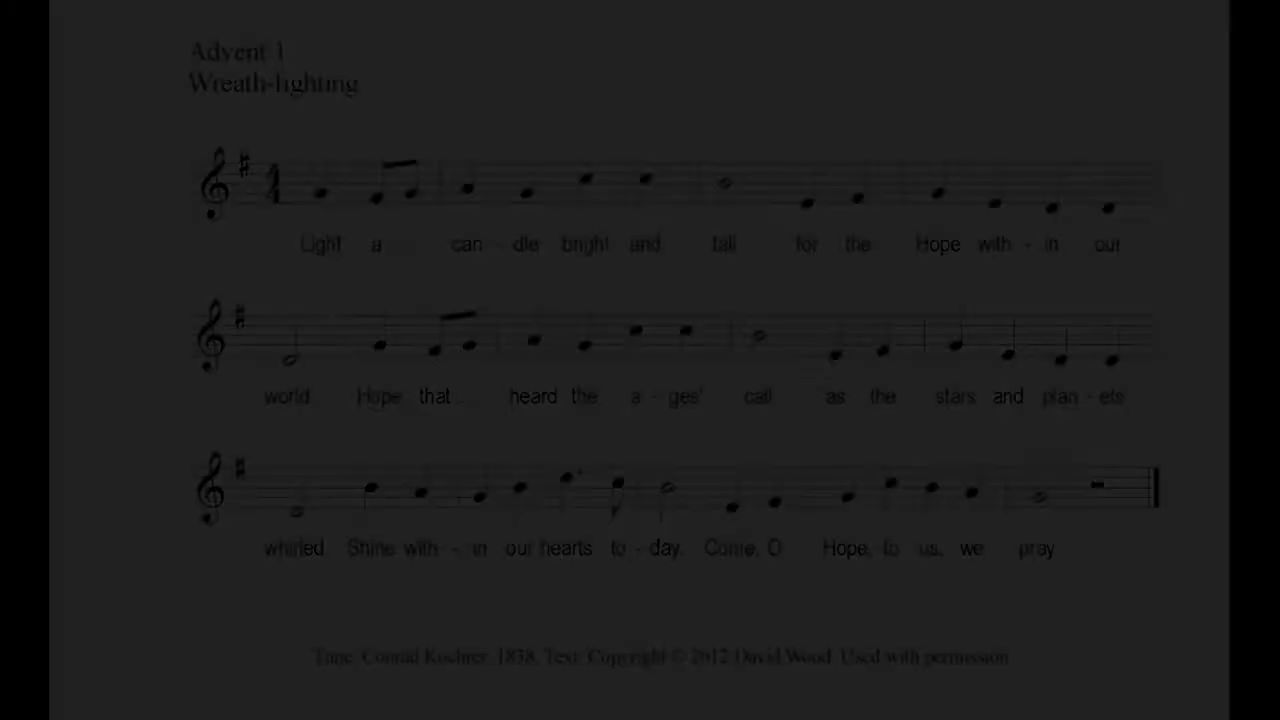 Advent 1
Wreath-lighting
Light a can - dle bright and tall for the Hope with - in our
world. Hope that heard the a - ges' call as the stars and plan - ets
whirled. Shine with - in our hearts to - day. Come, O Hope, to us, we pray
Tune: Conrad Kocher, 1838. Text: Copyright © 2012 David Wood. Used with permission